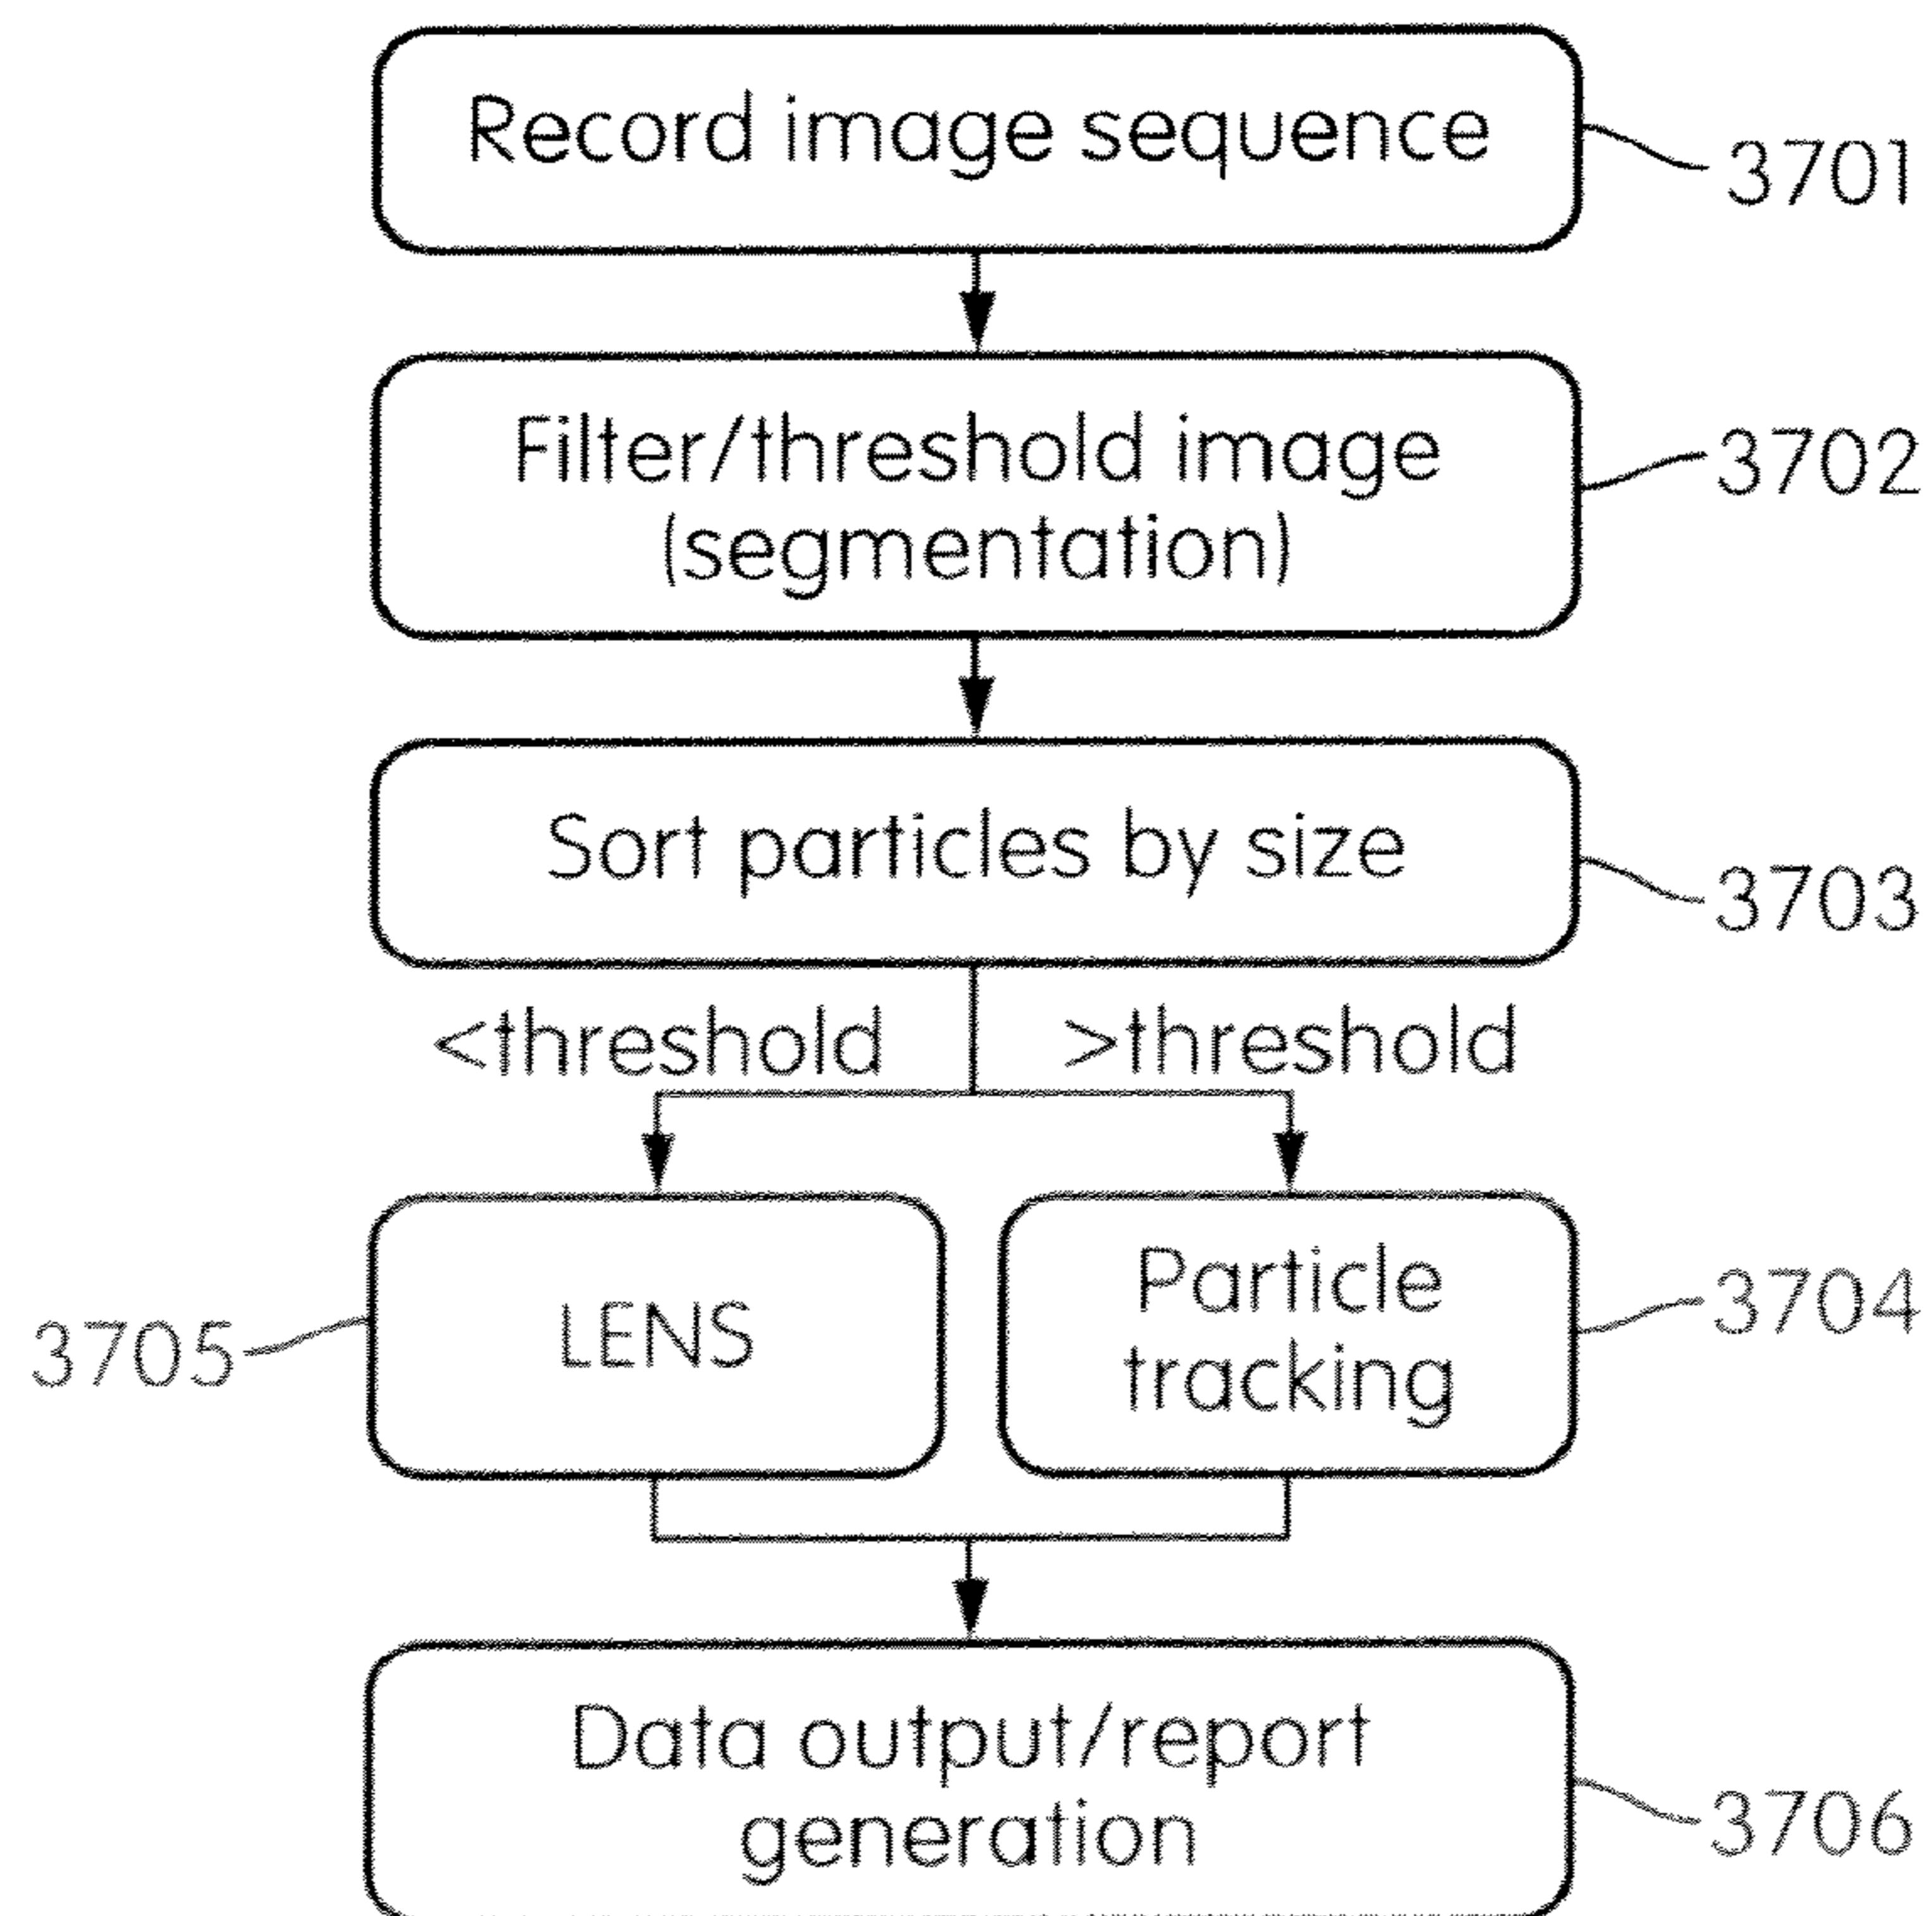 Record image sequence
3701
Filter/threshold image
(segmentation)
3702
Sort particles by size
3703
<threshold
>threshold
3705
LENS
Particle
tracking
3704
Data output/report
generation
3706